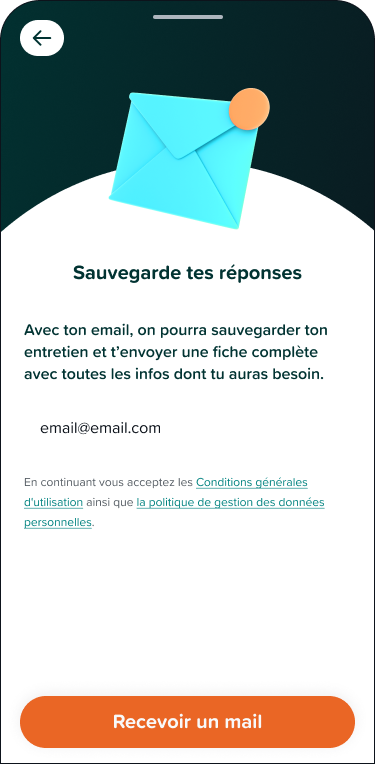 Sauvegarde tes réponses
Avec ton email, on pourra sauvegarder ton
entretien et t’envoyer une fiche complète
avec toutes les infos dont tu auras besoin.
email@email.com
En continuant vous acceptez les Conditions générales
d'utilisation ainsi que la politique de gestion des données
personnelles.
Recevoir un mail